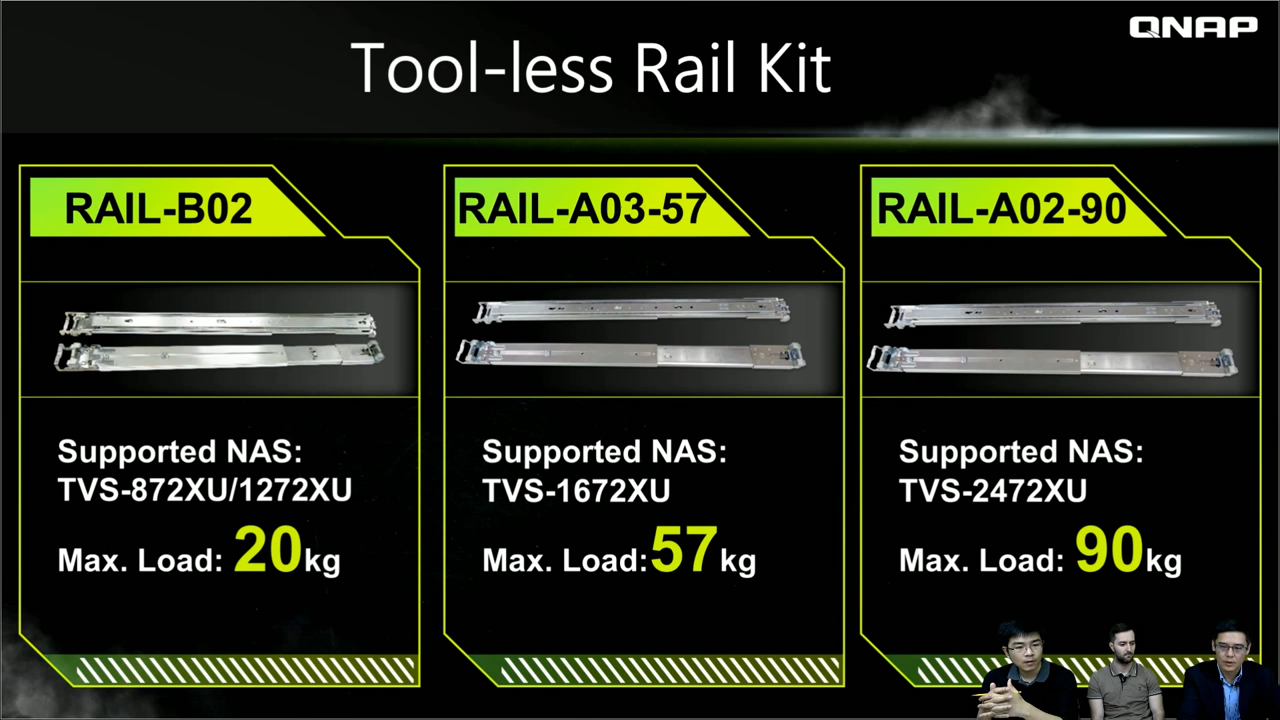 QNAP
Tool-less Rail Kit
RAIL-B02
Supported NAS:
TVS-872XU/1272XU
Max. Load: 20kg
RAIL-A03-57
Supported NAS:
TVS-1672XU
Max. Load:57kg
RAIL-A02-90
Supported NAS:
TVS-2472XU
Max. Load: 90kg